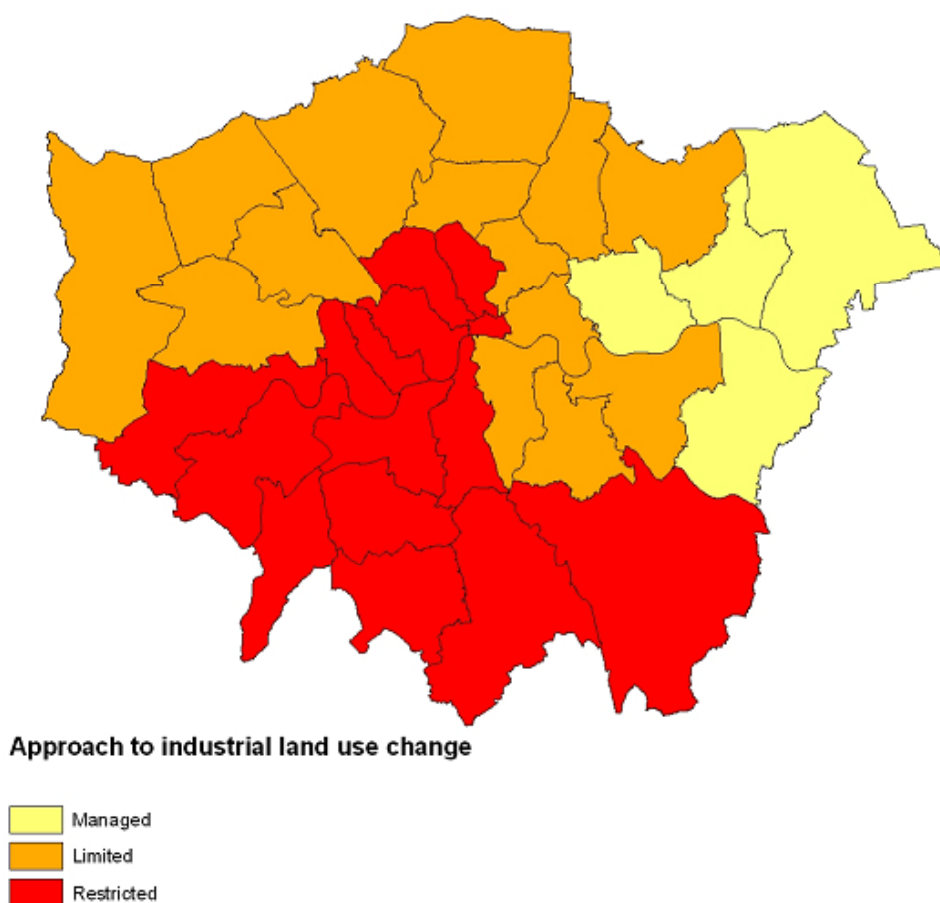 Approach to industrial land use change
Managed
Limited
Restricted